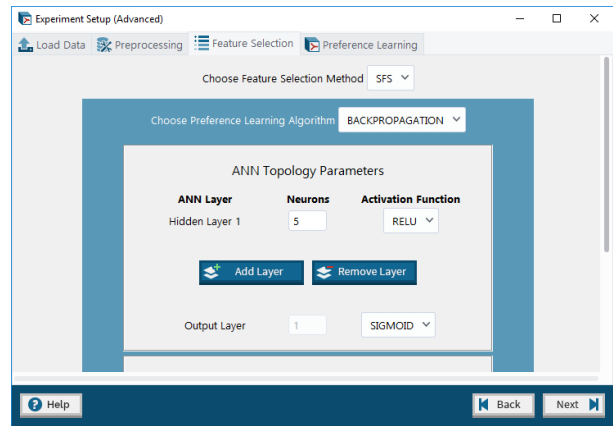 Experiment Setup (Advanced)
Load Data Preprocessing Feature Selection Preference Learning
Choose Feature Selection Method SFS
Choose Preference Learning Algorithm BACKPROPAGATION
ANN Topology Parameters
ANN Layer Neurons Activation Function
Hidden Layer 1 5 RELU
Add Layer Remove Layer
Output Layer 1 SIGMOID
Help Back Next